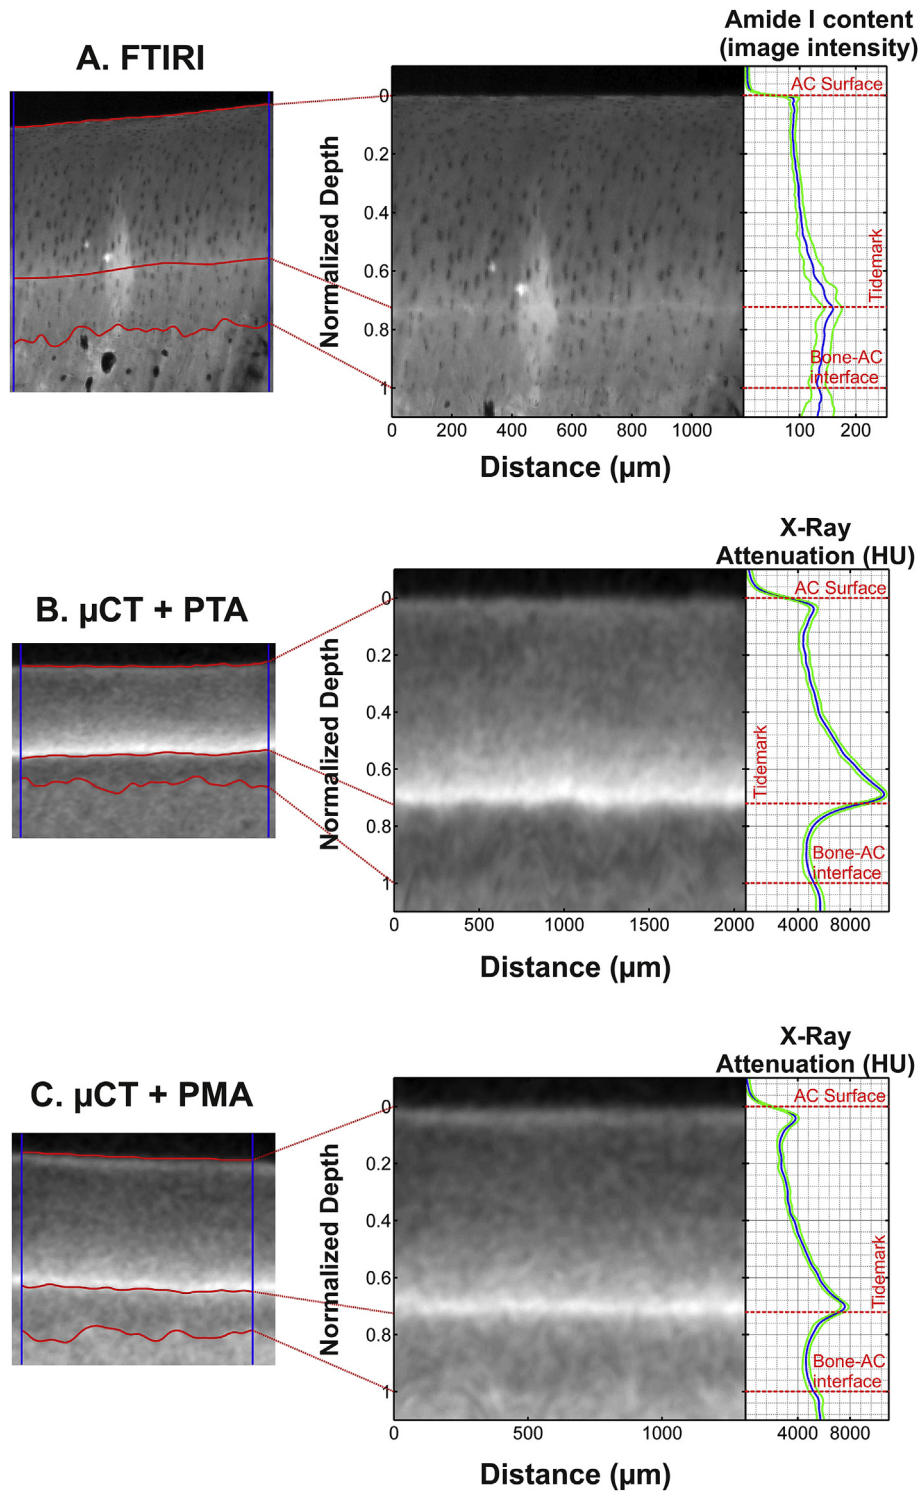 A. FTIRI
Amide I content
(image intensity)
Normalized Depth
0
0.2
0.4
0.6
0.8
1
AC Surface
Tidemark
Bone-AC
interface
0 200 400 600 800 1000
100 200
Distance (µm)
B. µCT + PTA
X-Ray
Attenuation (HU)
Normalized Depth
0
0.2
0.4
0.6
0.8
1
AC Surface
Tidemark
Bone-AC
interface
0 500 1000 1500 2000
4000 8000
Distance (µm)
C. µCT + PMA
X-Ray
Attenuation (HU)
Normalized Depth
0
0.2
0.4
0.6
0.8
1
AC Surface
Tidemark
Bone-AC
interface
0 500 1000
4000 8000
Distance (µm)